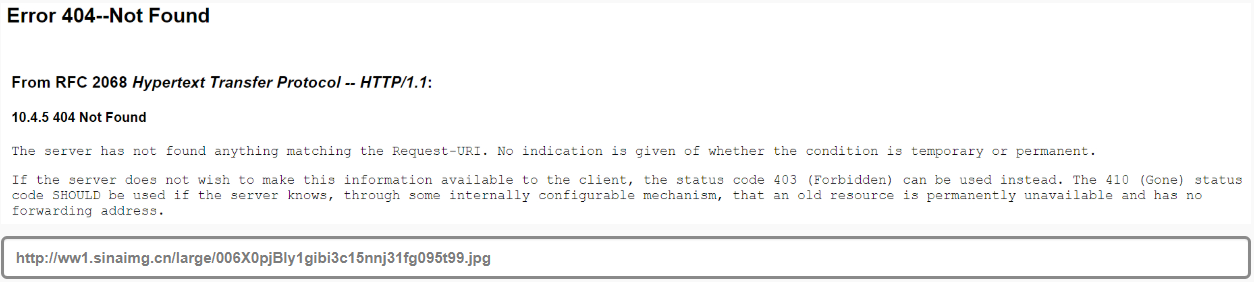 Error 404--Not Found
From RFC 2068 Hypertext Transfer Protocol -- HTTP/1.1:
10.4.5 404 Not Found
The server has not found anything matching the Request-URI. No indication is given of whether the condition is temporary or permanent.
If the server does not wish to make this information available to the client, the status code 403 (Forbidden) can be used instead. The 410 (Gone) status
code SHOULD be used if the server knows, through some internally configurable mechanism, that an old resource is permanently unavailable and has no
forwarding address.
http://ww1.sinaimg.cn/large/006X0pjBly1gibi3c15nnj31fg095t99.jpg